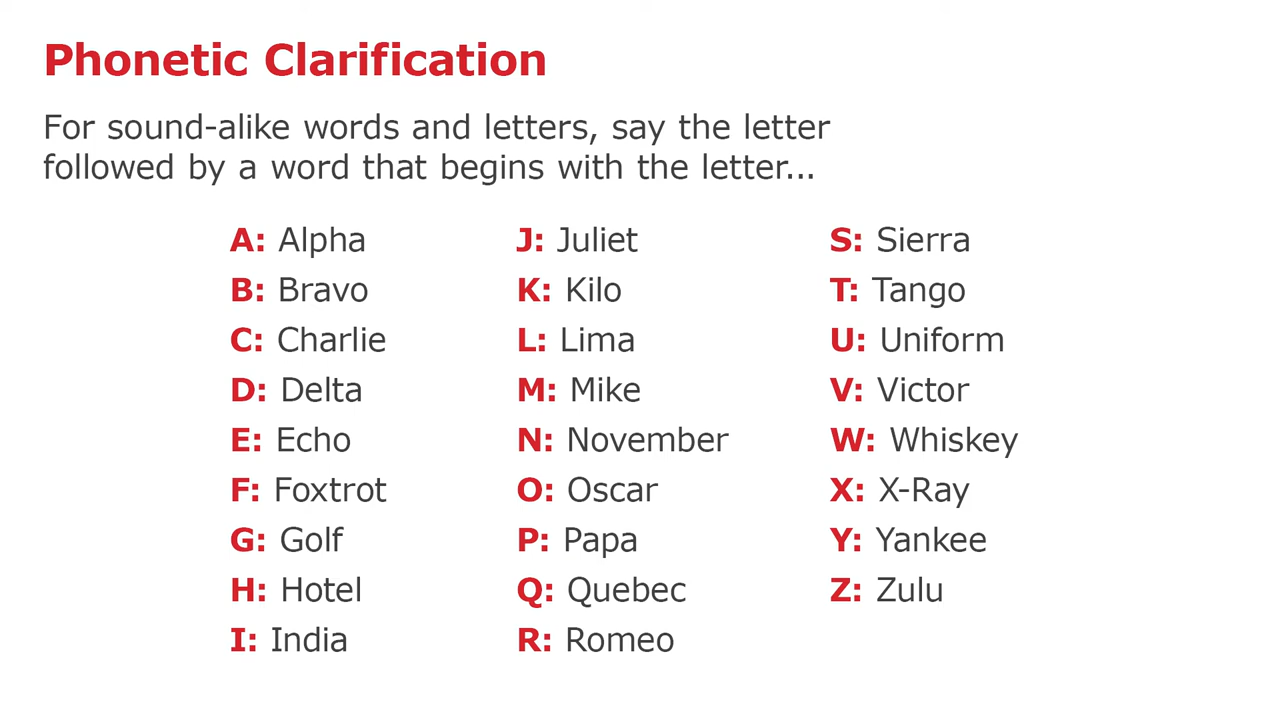 Phonetic Clarification
For sound-alike words and letters, say the letter
followed by a word that begins with the letter...
A: Alpha
B: Bravo
C: Charlie
D: Delta
E: Echo
F: Foxtrot
G: Golf
H: Hotel
I: India
J: Juliet
K: Kilo
L: Lima
M: Mike
N: November
O: Oscar
P: Papa
Q: Quebec
R: Romeo
S: Sierra
T: Tango
U: Uniform
V: Victor
W: Whiskey
X: X-Ray
Y: Yankee
Z: Zulu